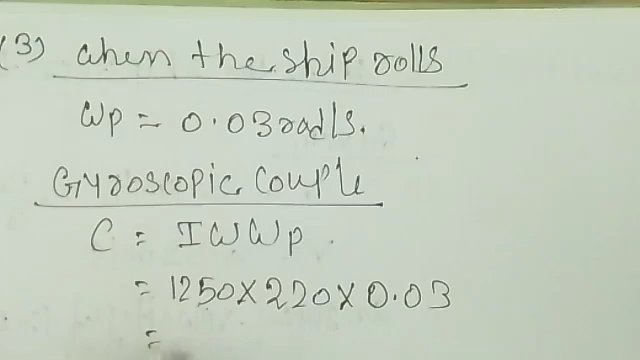 (3) when the ship rolls
ωp = 0.03 rad/s.
Gyroscopic Couple
C = Iωωp.
= 1250×220×0.03
=